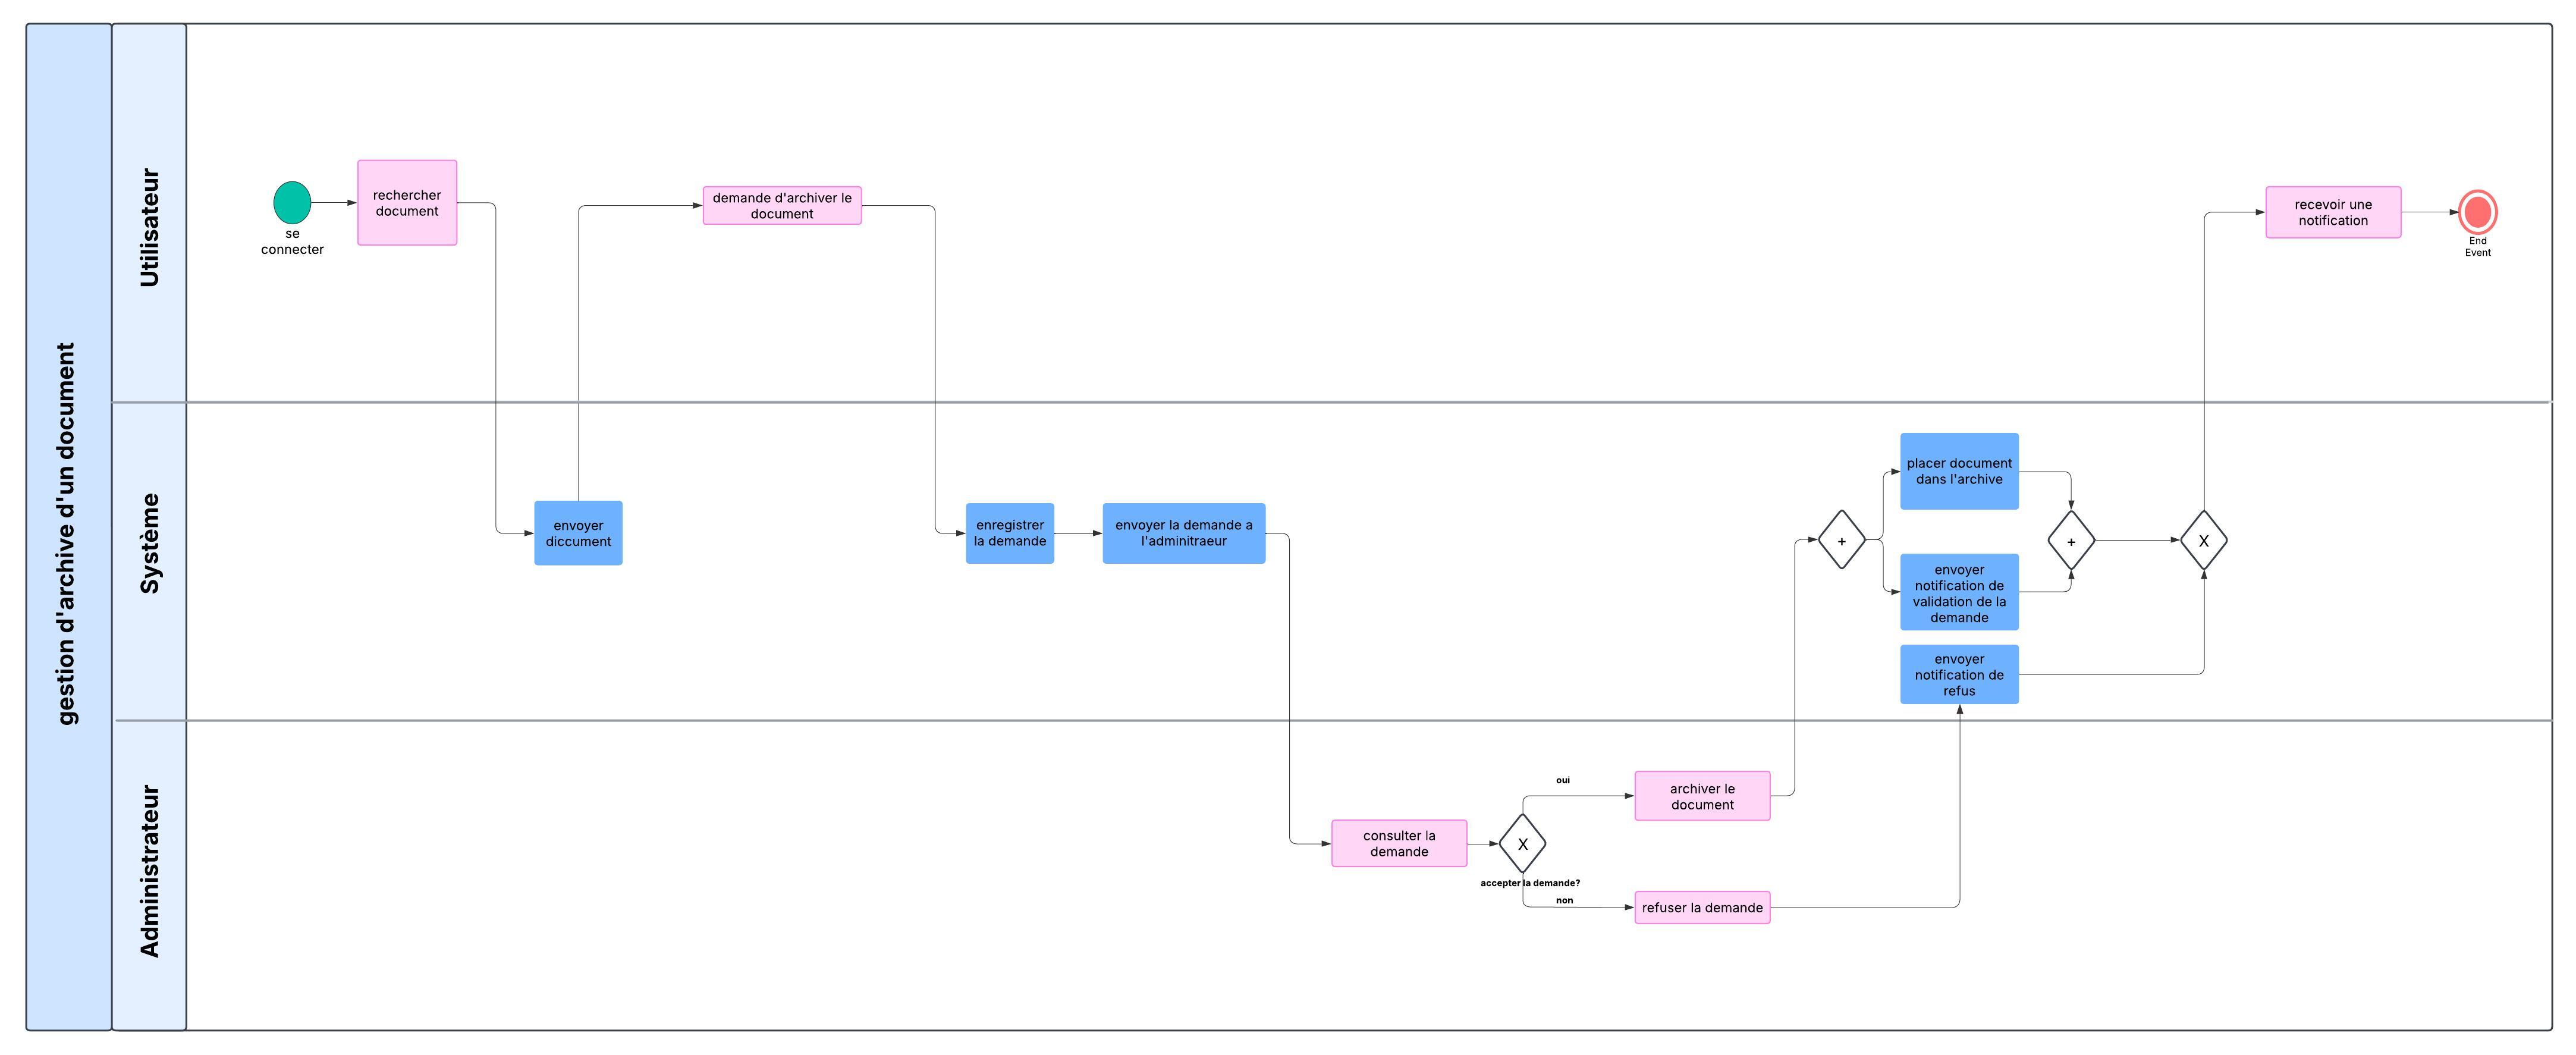 gestion d'archive d'un document
Utilisateur
se
connecter
rechercher
document
demande d'archiver le
document
recevoir une
notification
End
Event
Système
envoyer
diccument
enregistrer
la demande
envoyer la demande a
l'adminitraeur
+
placer document
dans l'archive
envoyer
notification de
validation de la
demande
envoyer
notification de
refus
+
X
Administrateur
consulter la
demande
X
accepter la demande?
oui
non
archiver le
document
refuser la demande